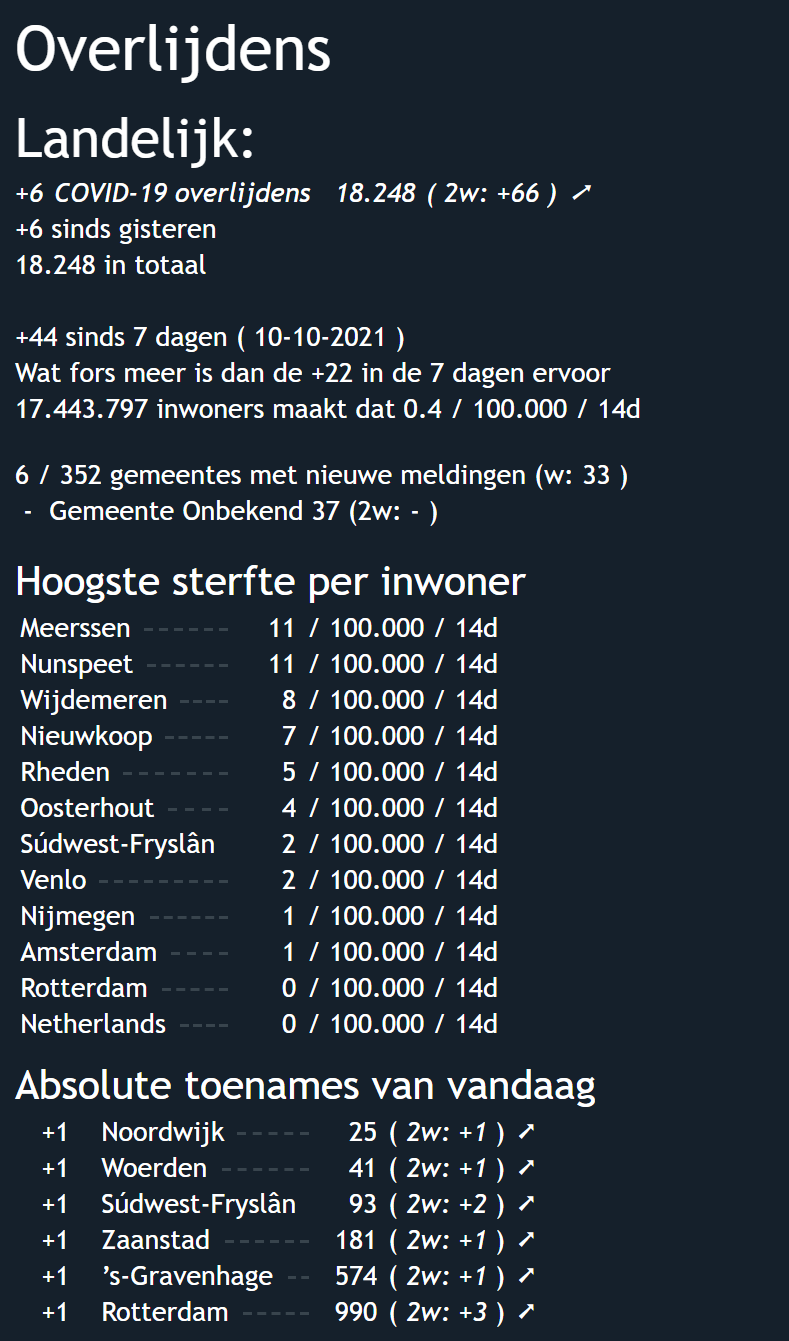 Overlijdens
Landelijk:
+6 COVID-19 overlijdens 18.248 ( 2w: +66 ) ➚
+6 sinds gisteren
18.248 in totaal
+44 sinds 7 dagen ( 10-10-2021 )
Wat fors meer is dan de +22 in de 7 dagen ervoor
17.443.797 inwoners maakt dat 0.4 / 100.000 / 14d
6 / 352 gemeentes met nieuwe meldingen (w: 33 )
- Gemeente Onbekend 37 (2w: - )
Hoogste sterfte per inwoner
Meerssen ------ 11 / 100.000 / 14d
Nunspeet ------ 11 / 100.000 / 14d
Wijdemeren ---- 8 / 100.000 / 14d
Nieuwkoop ----- 7 / 100.000 / 14d
Rheden ------- 5 / 100.000 / 14d
Oosterhout ---- 4 / 100.000 / 14d
Súdwest-Fryslân 2 / 100.000 / 14d
Venlo --------- 2 / 100.000 / 14d
Nijmegen ------ 1 / 100.000 / 14d
Amsterdam ---- 1 / 100.000 / 14d
Rotterdam ----- 0 / 100.000 / 14d
Netherlands ---- 0 / 100.000 / 14d
Absolute toenames van vandaag
+1 Noordwijk ----- 25 ( 2w: +1 ) ➚
+1 Woerden ------ 41 ( 2w: +1 ) ➚
+1 Súdwest-Fryslân 93 ( 2w: +2 ) ➚
+1 Zaanstad ------ 181 ( 2w: +1 ) ➚
+1 ’s-Gravenhage -- 574 ( 2w: +1 ) ➚
+1 Rotterdam ----- 990 ( 2w: +3 ) ➚